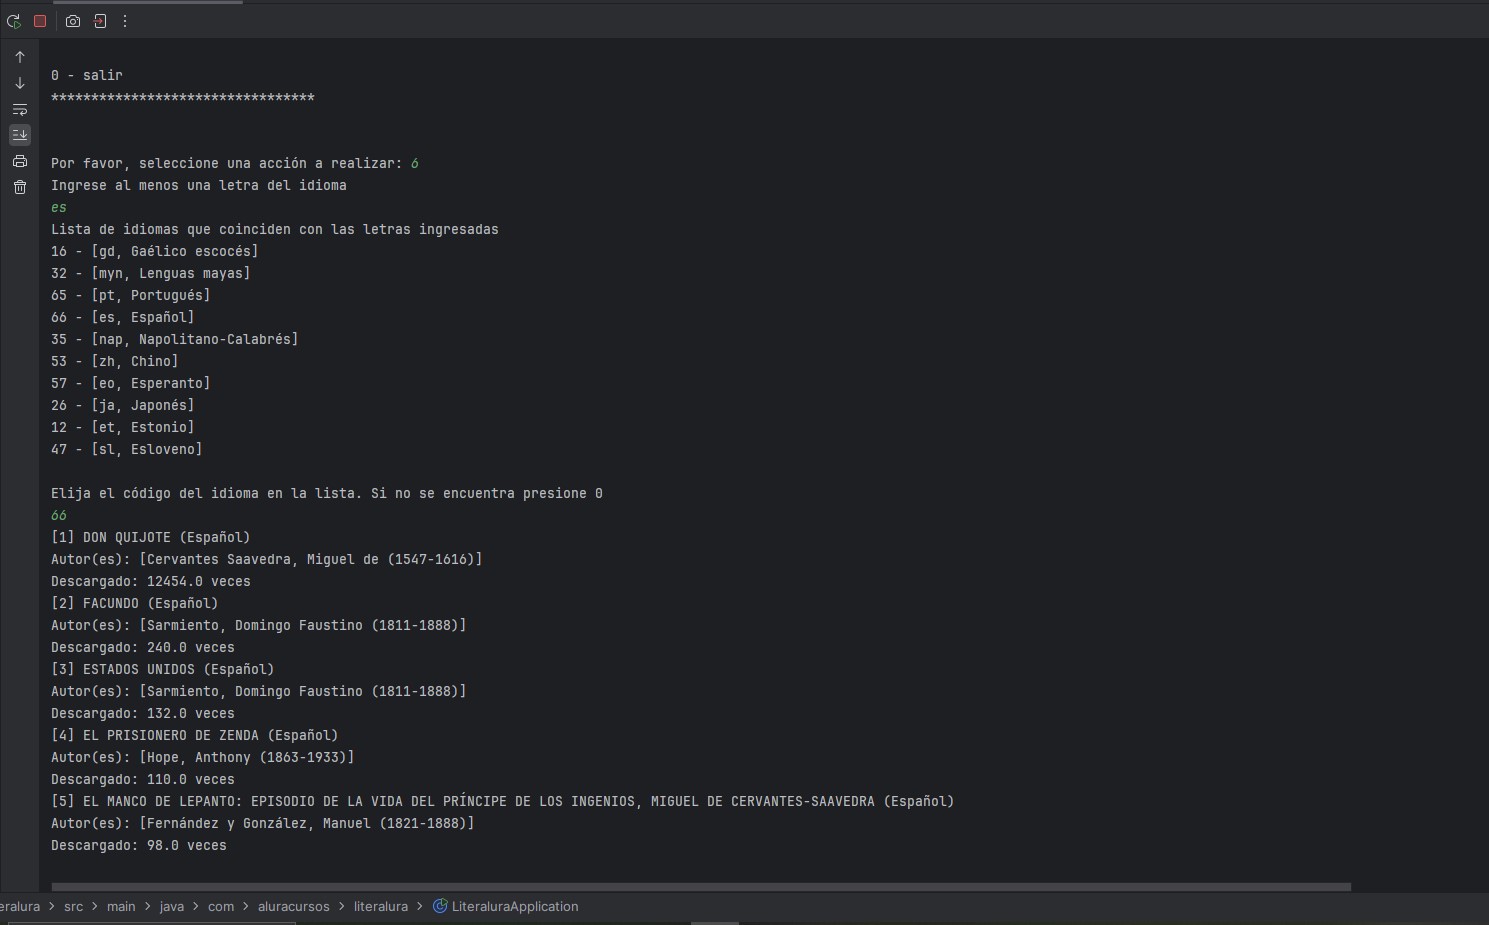 0 - salir
*********************************
Por favor, seleccione una acción a realizar: 6
Ingrese al menos una letra del idioma
es
Lista de idiomas que coinciden con las letras ingresadas
16 - [gd, Gaélico escocés]
32 - [myn, Lenguas mayas]
65 - [pt, Portugués]
66 - [es, Español]
35 - [nap, Napolitano-Calabrés]
53 - [zh, Chino]
57 - [eo, Esperanto]
26 - [ja, Japonés]
12 - [et, Estonio]
47 - [sl, Esloveno]
Elija el código del idioma en la lista. Si no se encuentra presione 0
66
[1] DON QUIJOTE (Español)
Autor(es): [Cervantes Saavedra, Miguel de (1547-1616)]
Descargado: 12454.0 veces
[2] FACUNDO (Español)
Autor(es): [Sarmiento, Domingo Faustino (1811-1888)]
Descargado: 240.0 veces
[3] ESTADOS UNIDOS (Español)
Autor(es): [Sarmiento, Domingo Faustino (1811-1888)]
Descargado: 132.0 veces
[4] EL PRISIONERO DE ZENDA (Español)
Autor(es): [Hope, Anthony (1863-1933)]
Descargado: 110.0 veces
[5] EL MANCO DE LEPANTO: EPISODIO DE LA VIDA DEL PRÍNCIPE DE LOS INGENIOS, MIGUEL DE CERVANTES-SAAVEDRA (Español)
Autor(es): [Fernández y González, Manuel (1821-1888)]
Descargado: 98.0 veces
eralura > src > main > java > com > aluracursos > literalura > LiteraluraApplication